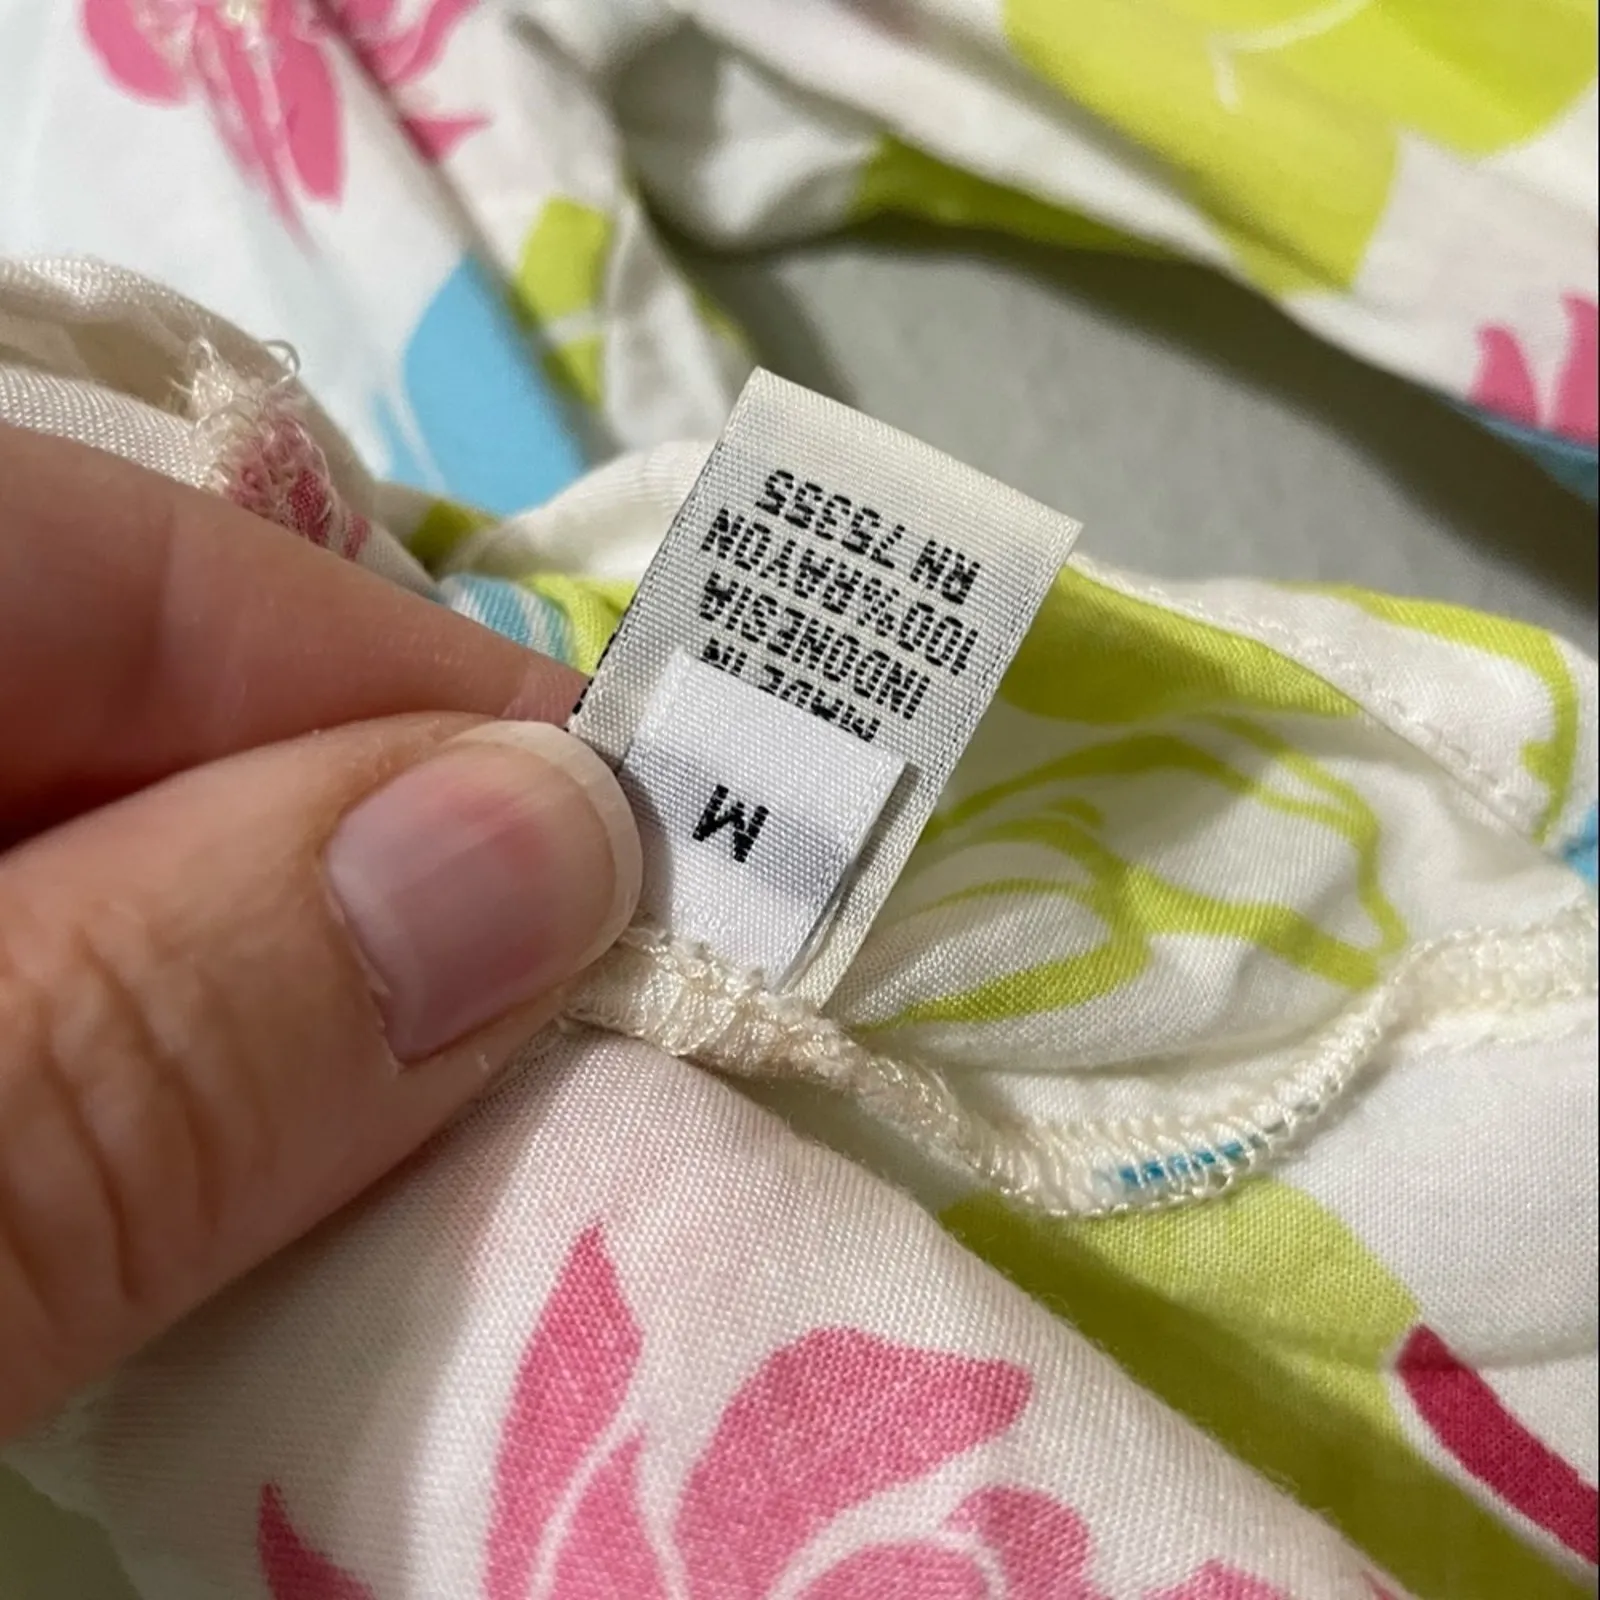 RN 75355
100%RAYON
INDONESIA
MADE IN
M